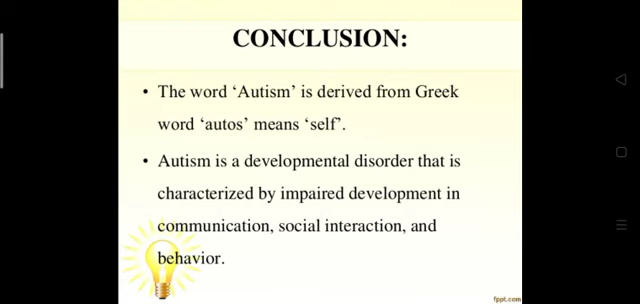 CONCLUSION:
• The word ‘Autism’ is derived from Greek
word ‘autos’ means ‘self’.
• Autism is a developmental disorder that is
characterized by impaired development in
communication, social interaction, and
behavior.
fppt.com